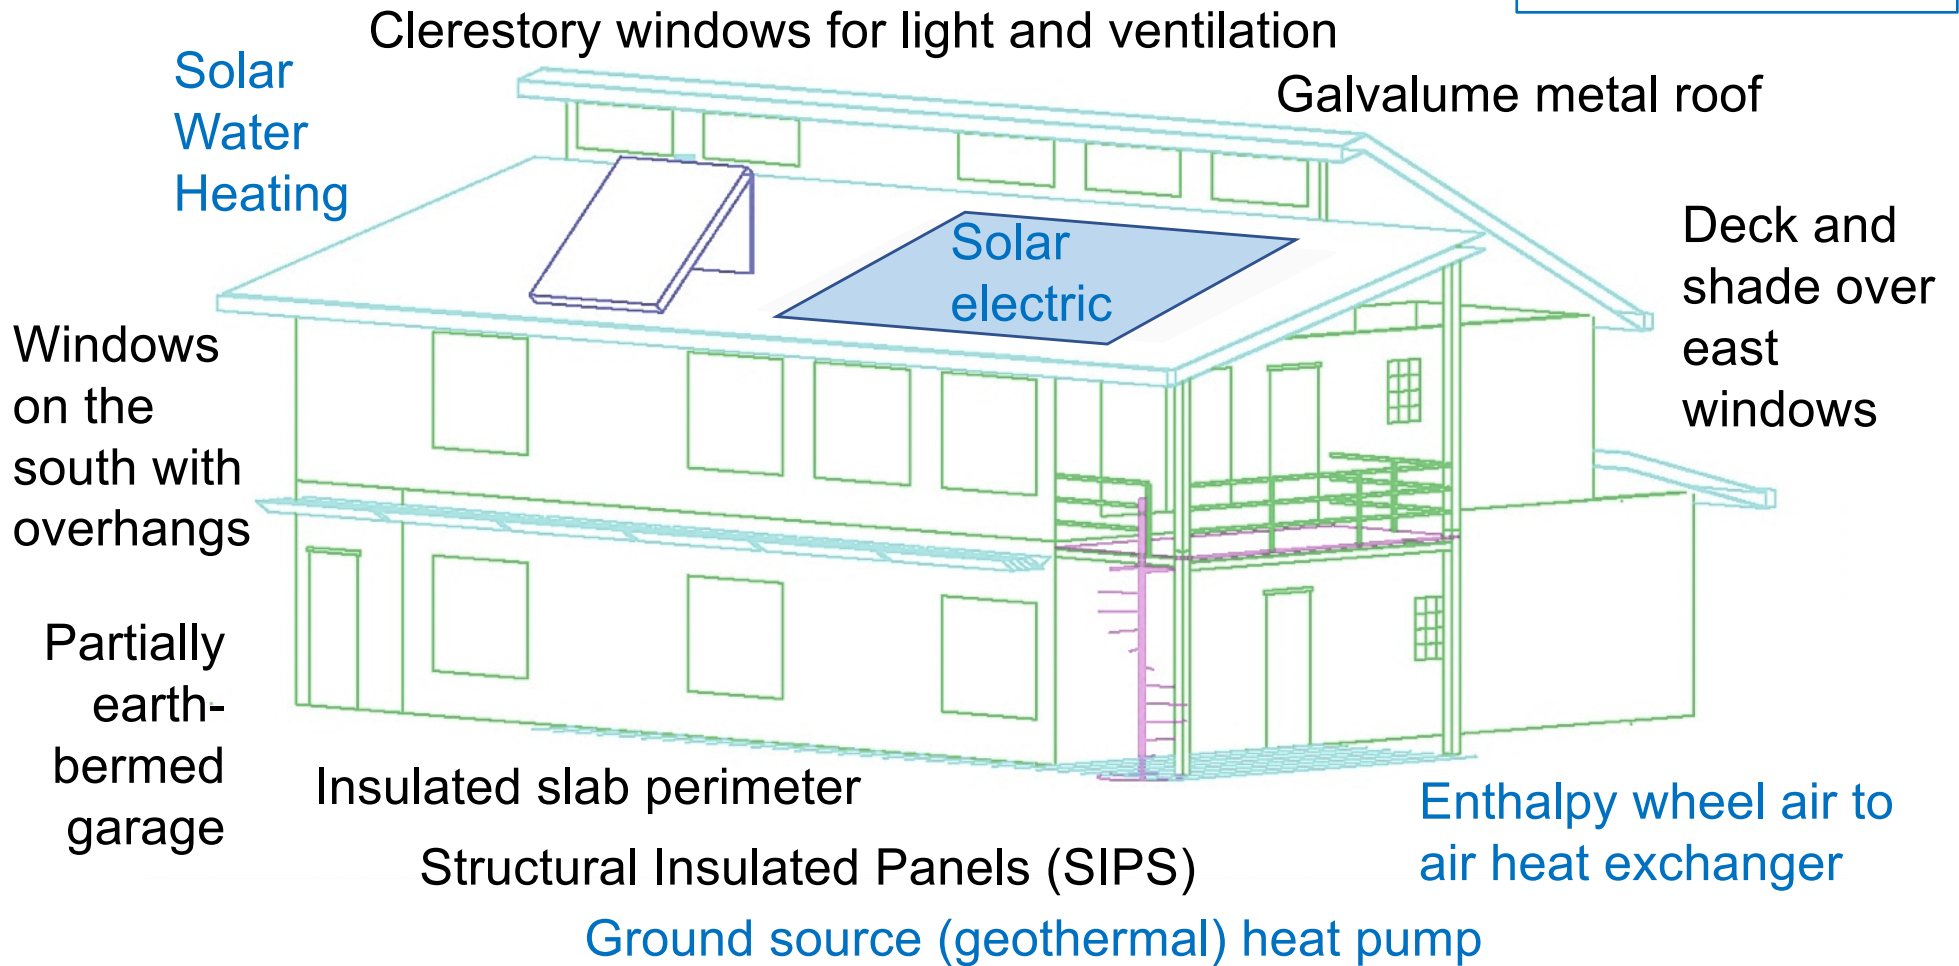 Clerestory windows for light and ventilation
Solar
Water
Heating
Galvalume metal roof
Solar
electric
Deck and
shade over
east
windows
Windows
on the
south with
overhangs
Partially
earth-
bermed
garage
Insulated slab perimeter
Structural Insulated Panels (SIPS)
Enthalpy wheel air to
air heat exchanger
Ground source (geothermal) heat pump